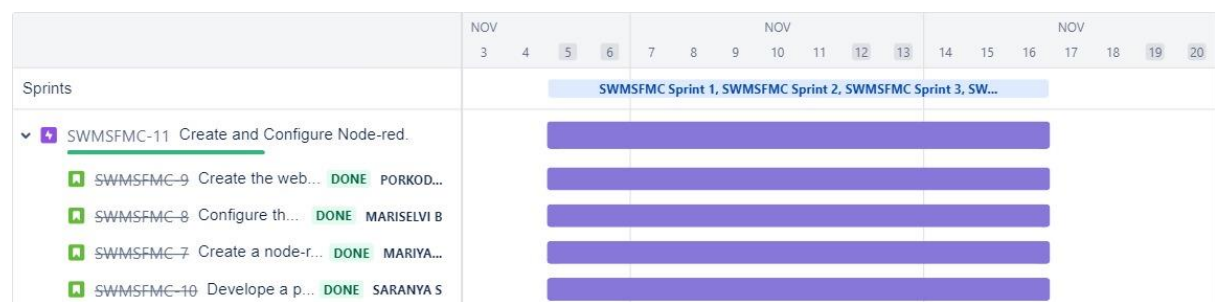 NOV NOV NOV
3 4 5 6 7 8 9 10 11 12 13 14 15 16 17 18 19 20
Sprints SWMSFMC Sprint 1, SWMSFMC Sprint 2, SWMSFMC Sprint 3, SW...
SWMSFMC-11 Create and Configure Node-red.
SWMSFMC-9 Create the web... DONE PORKOD...
SWMSFMC-8 Configure th... DONE MARISELVI B
SWMSFMC-7 Create a node-r... DONE MARIYA...
SWMSFMC-10 Develope a p... DONE SARANYA S